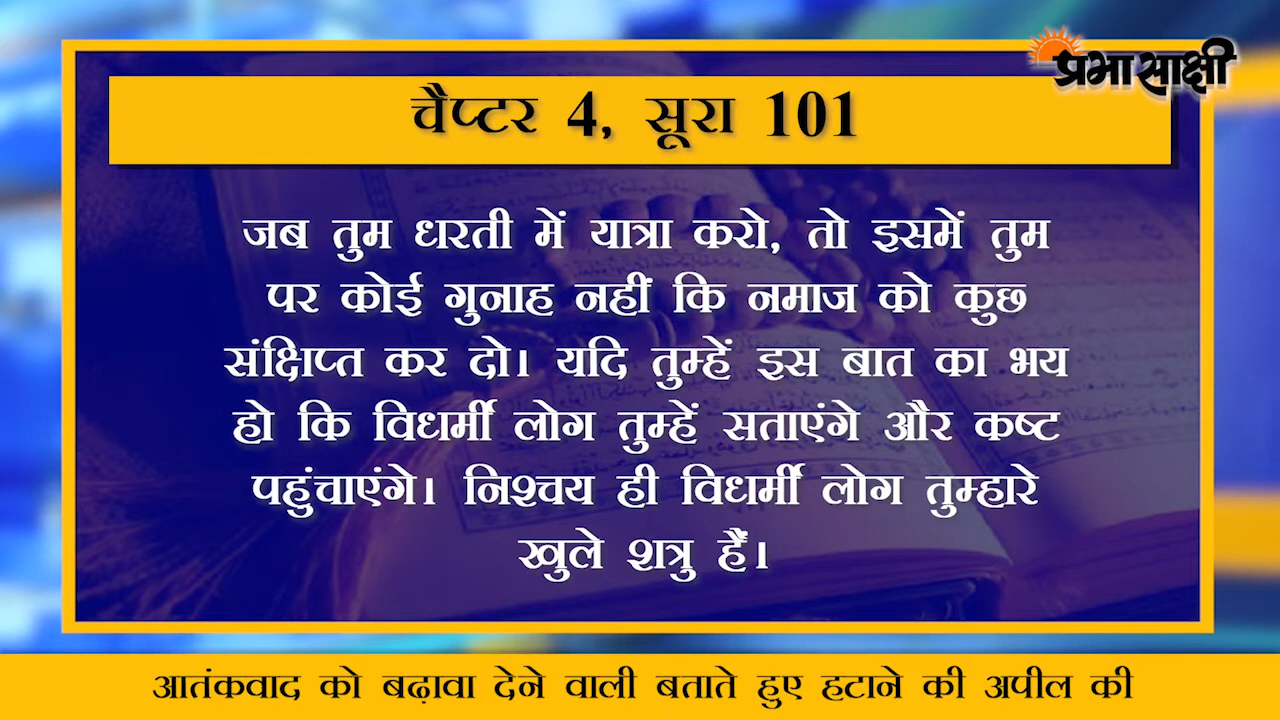 प्रभासाक्षी
चैप्टर 4, सूरा 101
जब तुम धरती में यात्रा करो, तो इसमें तुम
पर कोई गुनाह नहीं कि नमाज को कुछ
संक्षिप्त कर दो। यदि तुम्हें इस बात का भय
हो कि विधर्मी लोग तुम्हें सताएंगे और कष्ट
पहुंचाएंगे। निश्चय ही विधर्मी लोग तुम्हारे
खुले शत्रु हैं।
आतंकवाद को बढ़ावा देने वाली बताते हुए हटाने की अपील की